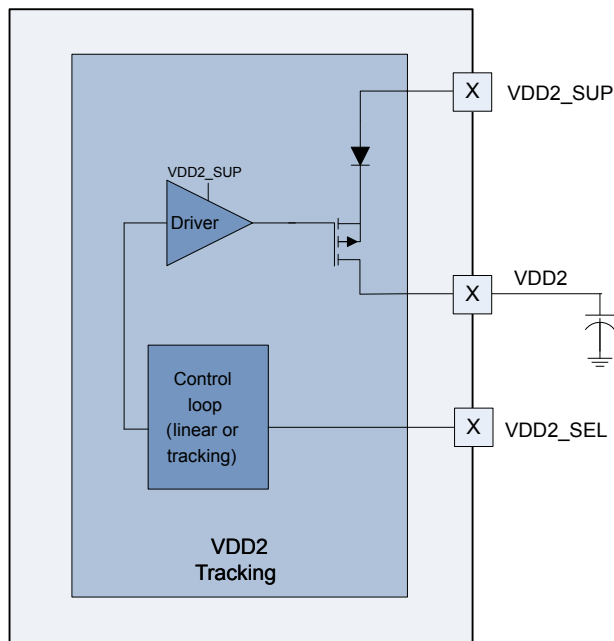 X
VDD2_SUP
VDD2_SUP
Driver
X
VDD2
Control
loop
(linear or
tracking)
X
VDD2_SEL
VDD2
Tracking